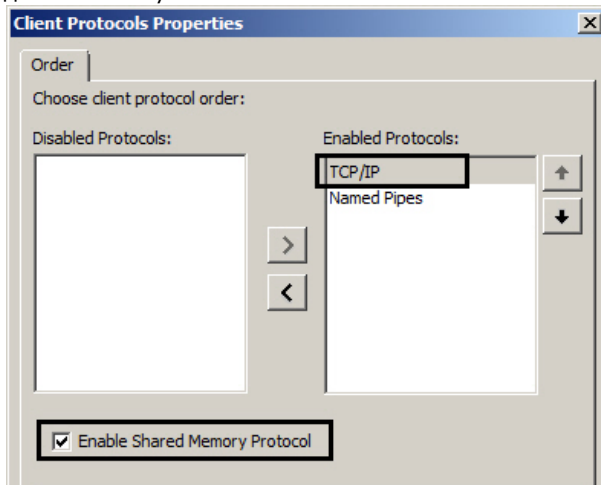 Client Protocols Properties
Order
Choose client protocol order:
Disabled Protocols:
Enabled Protocols:
TCP/IP
Named Pipes
Enable Shared Memory Protocol